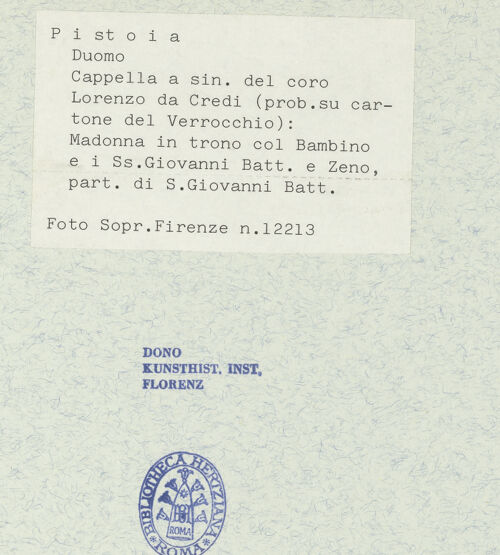 P i st o i a
Duomo
Cappella a sin. del coro
Lorenzo da Credi (prob.su car-
tone del Verrocchio):
Madonna in trono col Bambino
e i Ss.Giovanni Batt. e Zeno,
part. di S.Giovanni Batt.
Foto Sopr.Firenze n.12213
DONO
KUNSTHIST. INST.
FLORENZ
BIBLIOTHECA HERTZIANA
ROMA
*ROMA*